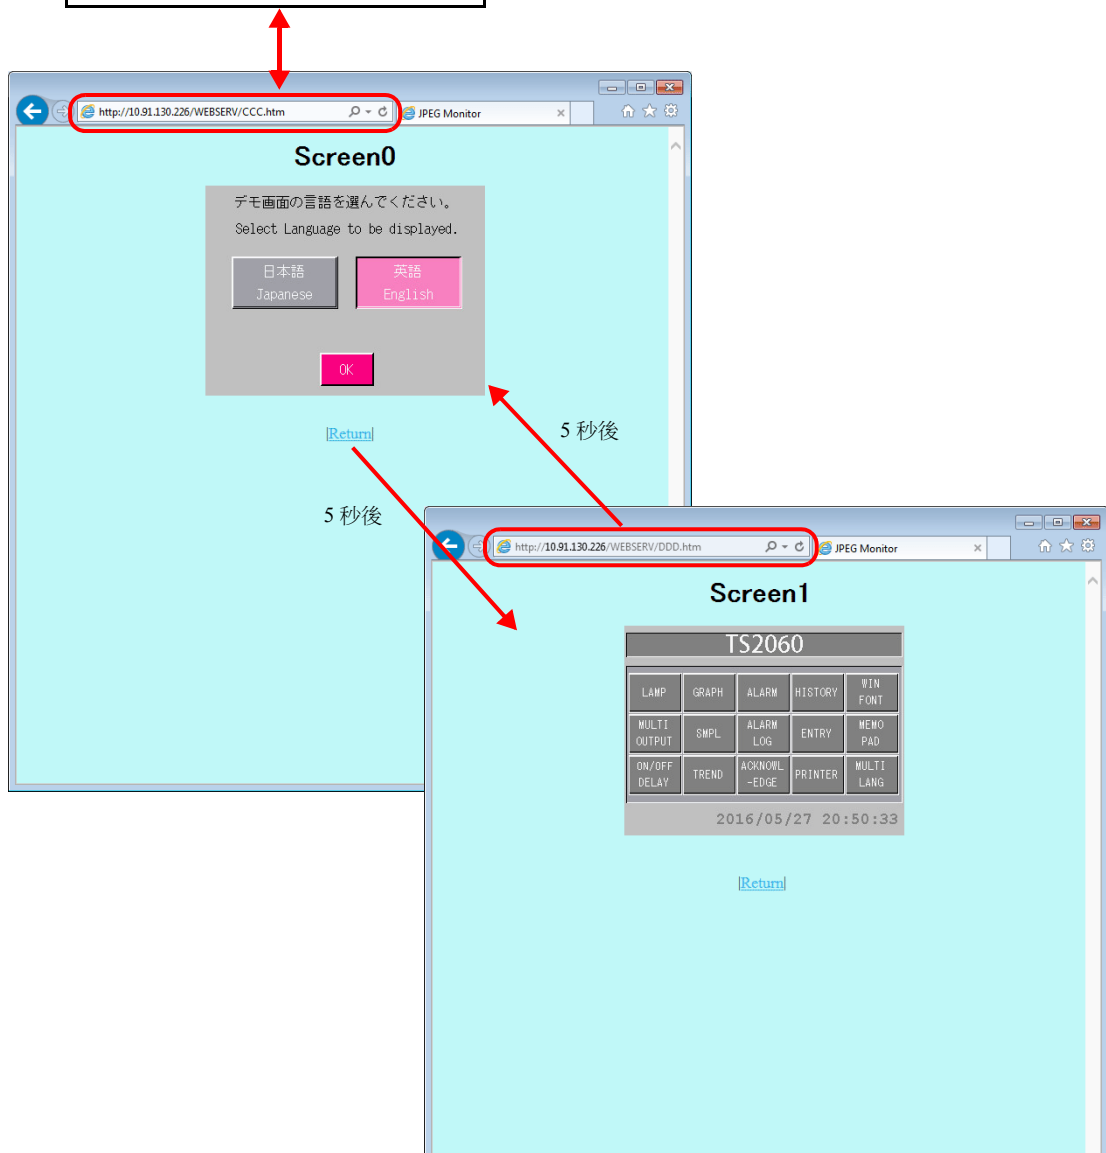 http://10.91.130.226/WEBSERV/CCC.htm
JPEG Monitor
Screen0
デモ画面の言語を選んでください。
Select Language to be displayed.
日本語
Japanese
英語
English
OK
|Return|
5 秒後
5 秒後
http://10.91.130.226/WEBSERV/DDD.htm
JPEG Monitor
Screen1
TS2060
LAMP GRAPH ALARM HISTORY WIN FONT
MULTI OUTPUT SMPL ALARM LOG ENTRY MEMO PAD
ON/OFF DELAY TREND ACKNOWL -EDGE PRINTER MULTI LANG
2016/05/27 20:50:33
|Return|